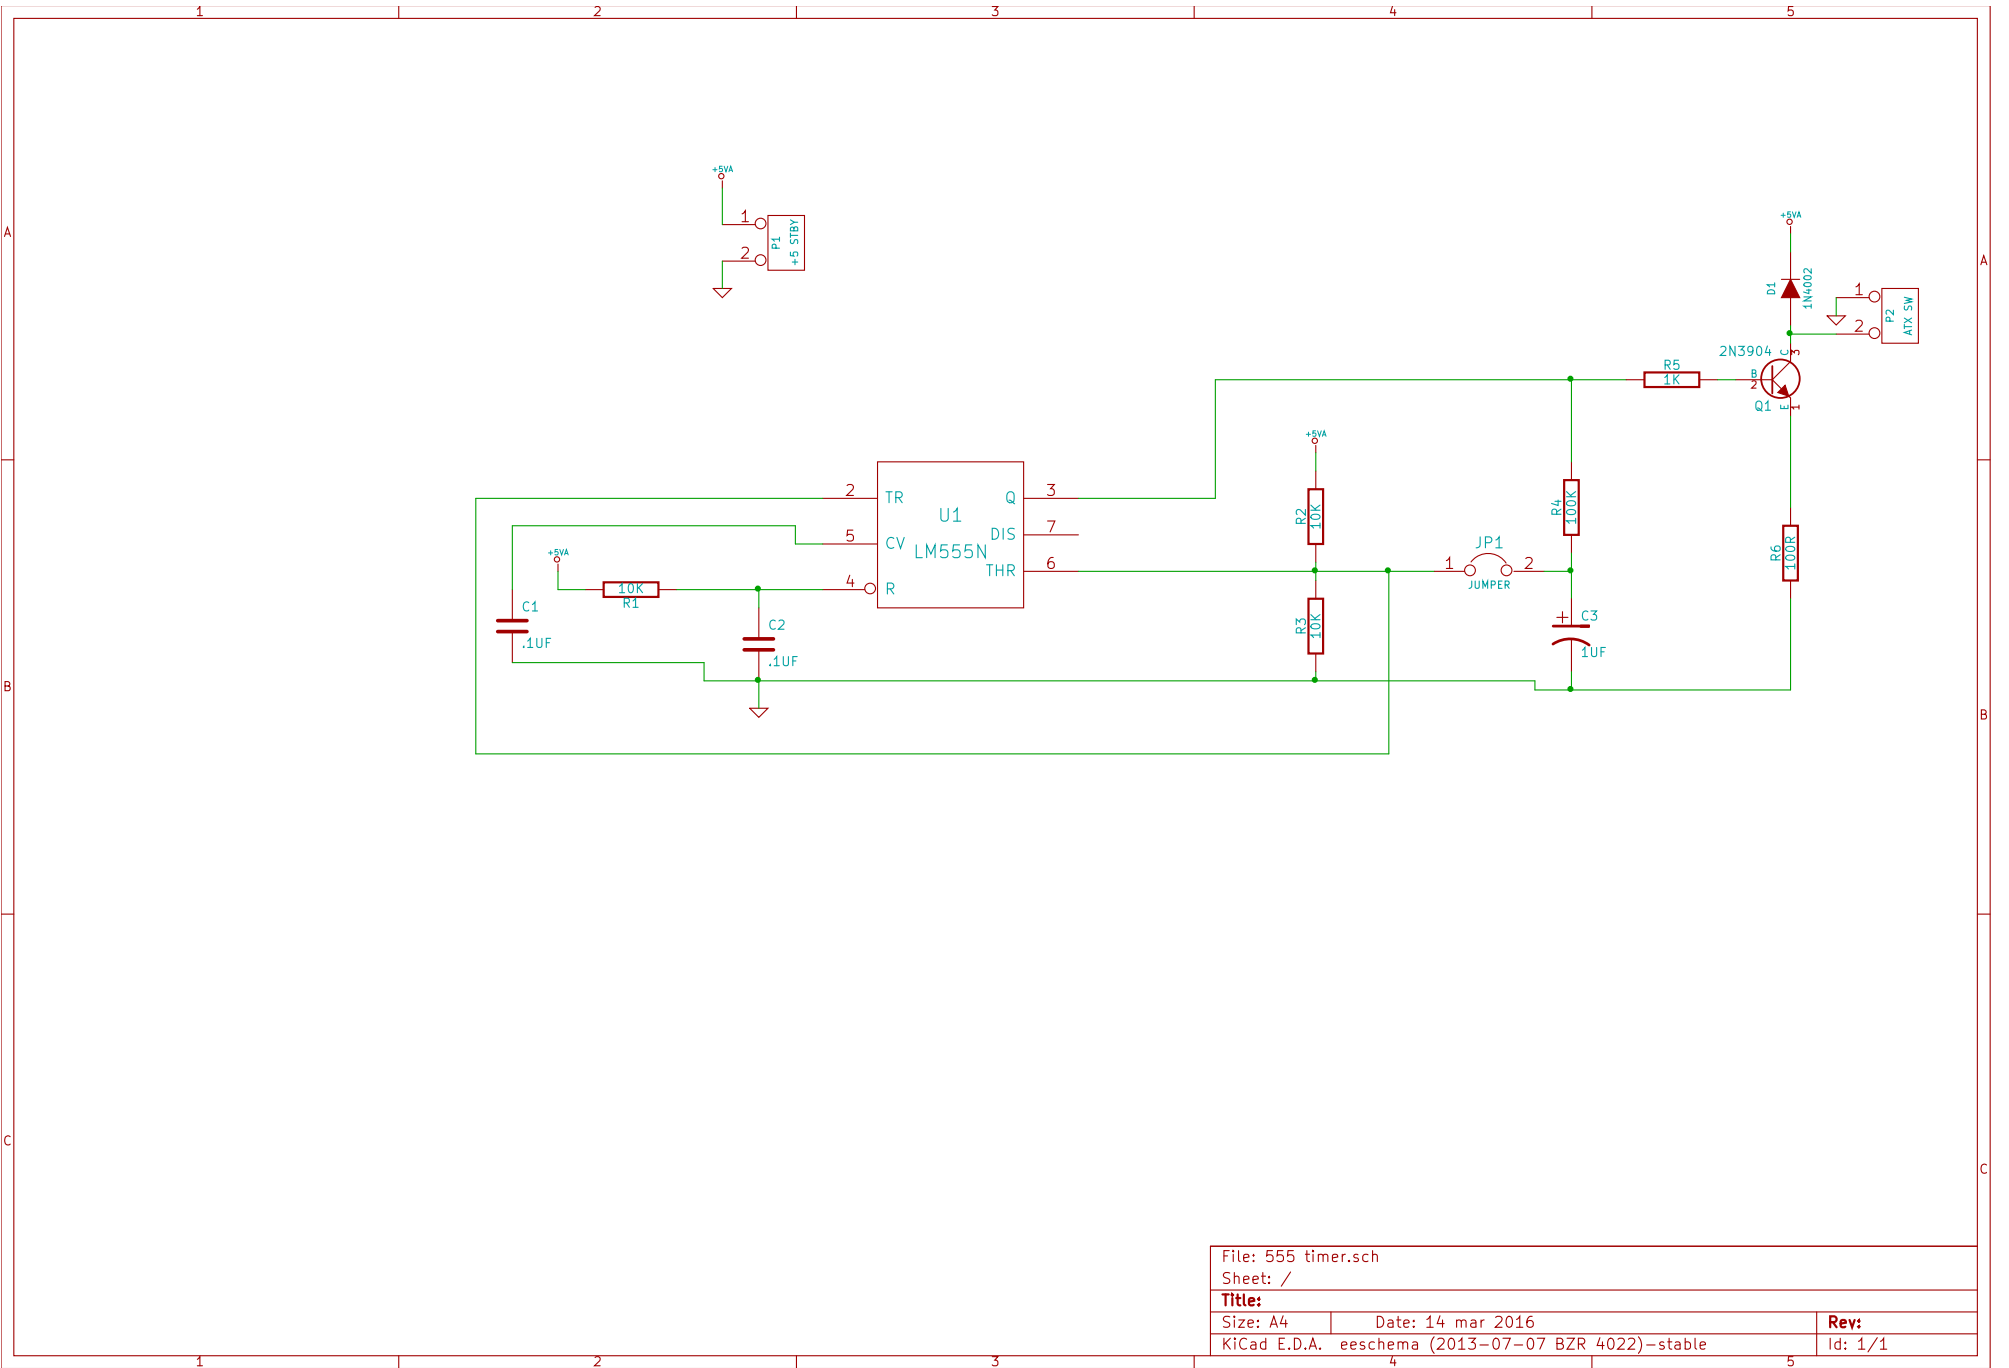 1 2 3 4 5
A
A
B
B
C
C
+5VA
1
2
P1
+5 STBY
+5VA
D1
1N4002
1
2
P2
ATX SW
2N3904
C
3
B
2
Q1
E
1
R5
1K
+5VA
R2
10K
R3
10K
R4
100K
R6
100R
2
TR
5
CV
4
R
U1
LM555N
Q
3
DIS
7
THR
6
JP1
1
2
JUMPER
+
C3
1UF
+5VA
10K
R1
C1
.1UF
C2
.1UF
File: 555 timer.sch
Sheet: /
Title:
Size: A4
Date: 14 mar 2016
Rev:
KiCad E.D.A.
eeschema (2013-07-07 BZR 4022)-stable
Id: 1/1
1 2 3 4 5